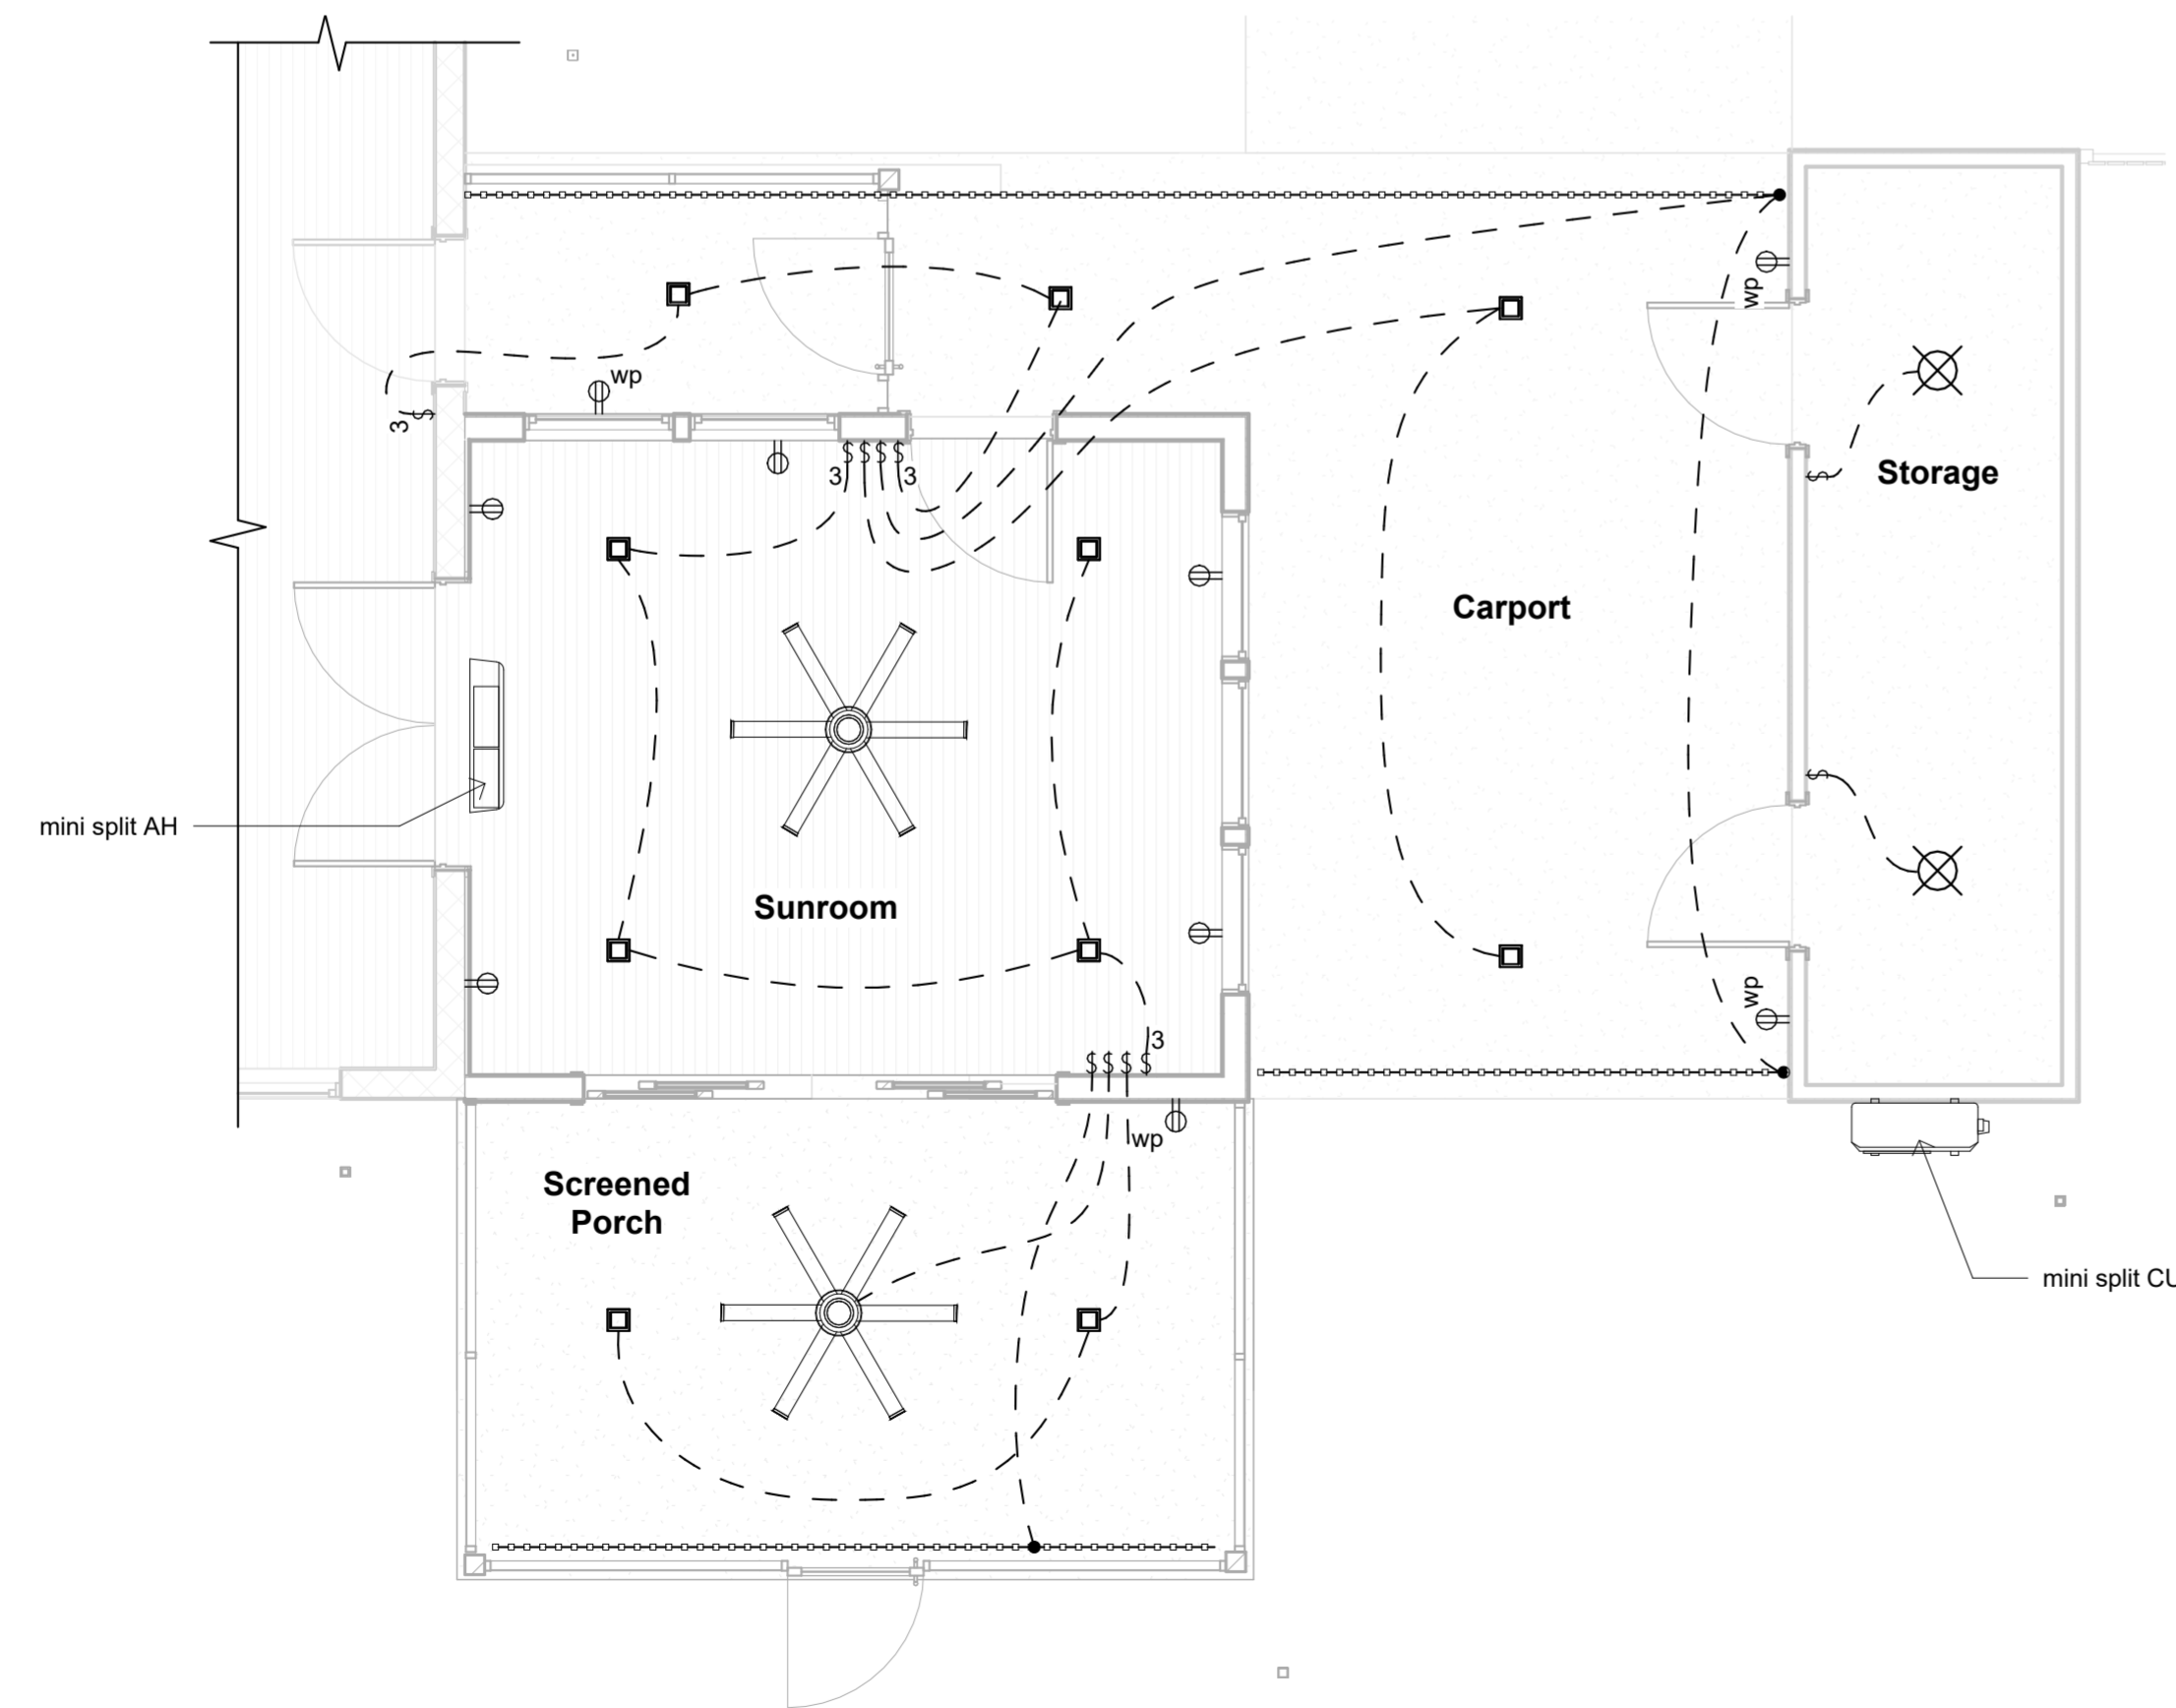 wp
wp
3
$
$ $ $ $
3
3
$
Storage
Carport
$
mini split AH
Sunroom
wp
3
$ $ $ $
wp
Screened
Porch
mini split CU